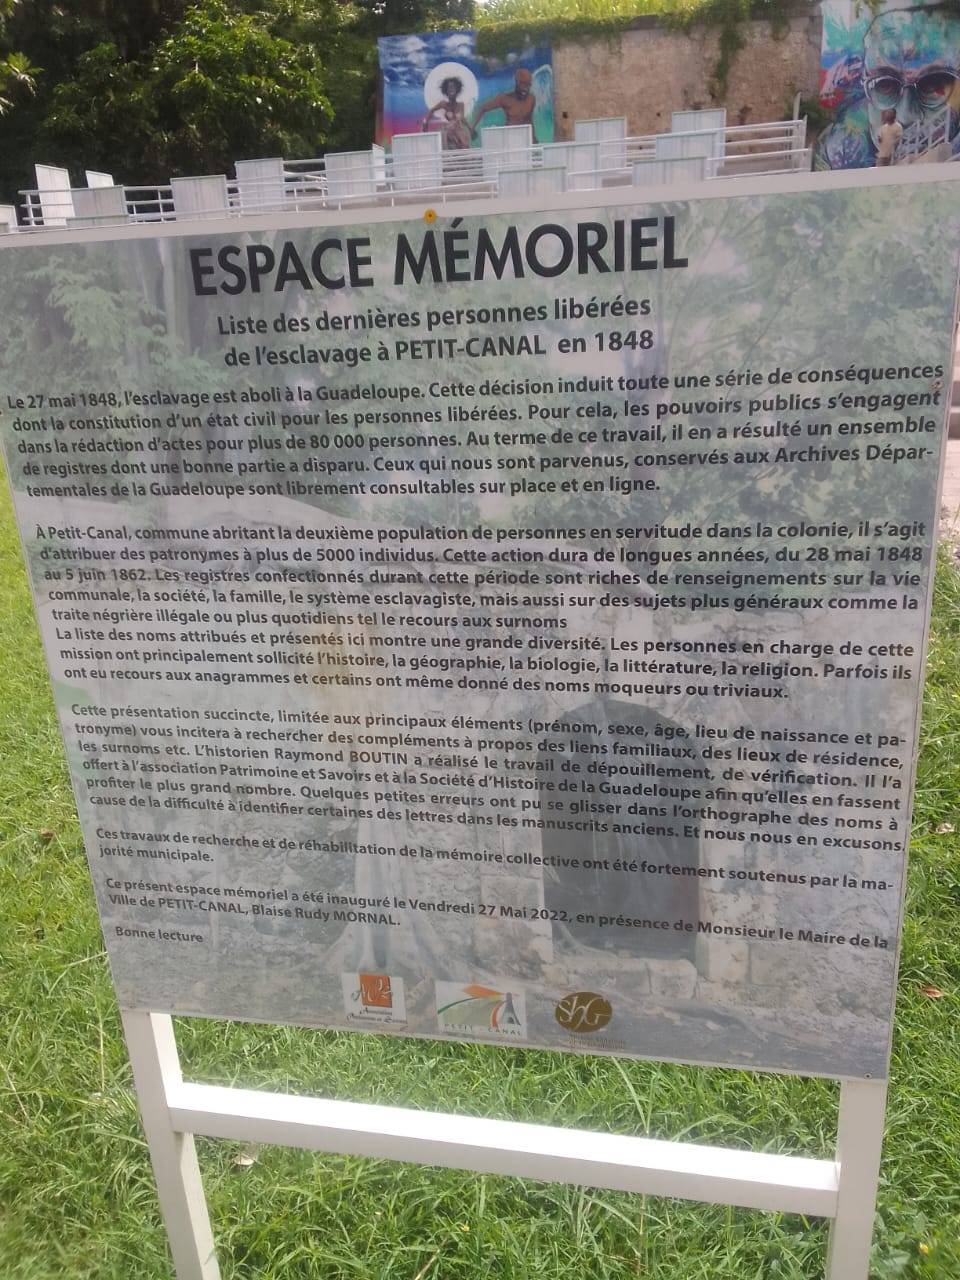 ESPACE MÉMORIEL
Liste des dernières personnes libérées
de l'esclavage à PETIT-CANAL en 1848
Le 27 mai 1848, l'esclavage est aboli à la Guadeloupe. Cette décision induit toute une série de conséquences
dont la constitution d'un état civil pour les personnes libérées. Pour cela, les pouvoirs publics s'engagent
dans la rédaction d'actes pour plus de 80 000 personnes. Au terme de ce travail, il en a résulté un ensemble
de registres dont une bonne partie a disparu. Ceux qui nous sont parvenus, conservés aux Archives Dépar-
tementales de la Guadeloupe sont librement consultables sur place et en ligne.
À Petit-Canal, commune abritant la deuxième population de personnes en servitude dans la colonie, il s'agit
d'attribuer des patronymes à plus de 5000 individus. Cette action dura de longues années, du 28 mai 1848
au 5 juin 1862. Les registres confectionnés durant cette période sont riches de renseignements sur la vie
communale, la société, la famille, le système esclavagiste, mais aussi sur des sujets plus généraux comme la
traite négrière illégale ou plus quotidiens tel le recours aux surnoms
La liste des noms attribués et présentés ici montre une grande diversité. Les personnes en charge de cette
mission ont principalement sollicité l'histoire, la géographie, la biologie, la littérature, la religion. Parfois ils
ont eu recours aux anagrammes et certains ont même donné des noms moqueurs ou triviaux.
Cette présentation succincte, limitée aux principaux éléments (prénom, sexe, âge, lieu de naissance et pa-
tronyme) vous incitera à rechercher des compléments à propos des liens familiaux, des lieux de résidence,
les surnoms etc. L'historien Raymond BOUTIN a réalisé le travail de dépouillement, de vérification. Il l'a
offert à l'association Patrimoine et Savoirs et à la Société d'Histoire de la Guadeloupe afin qu'elles en fassent
profiter le plus grand nombre. Quelques petites erreurs ont pu se glisser dans l'orthographe des noms à
cause de la difficulté à identifier certaines des lettres dans les manuscrits anciens. Et nous nous en excusons.
Ces travaux de recherche et de réhabilitation de la mémoire collective ont été fortement soutenus par la ma-
jorité municipale.
Ce présent espace mémoriel a été inauguré le Vendredi 27 Mai 2022, en présence de Monsieur le Maire de la
Ville de PETIT-CANAL, Blaise Rudy MORNAL.
Bonne lecture
PETIT CANAL
SHG